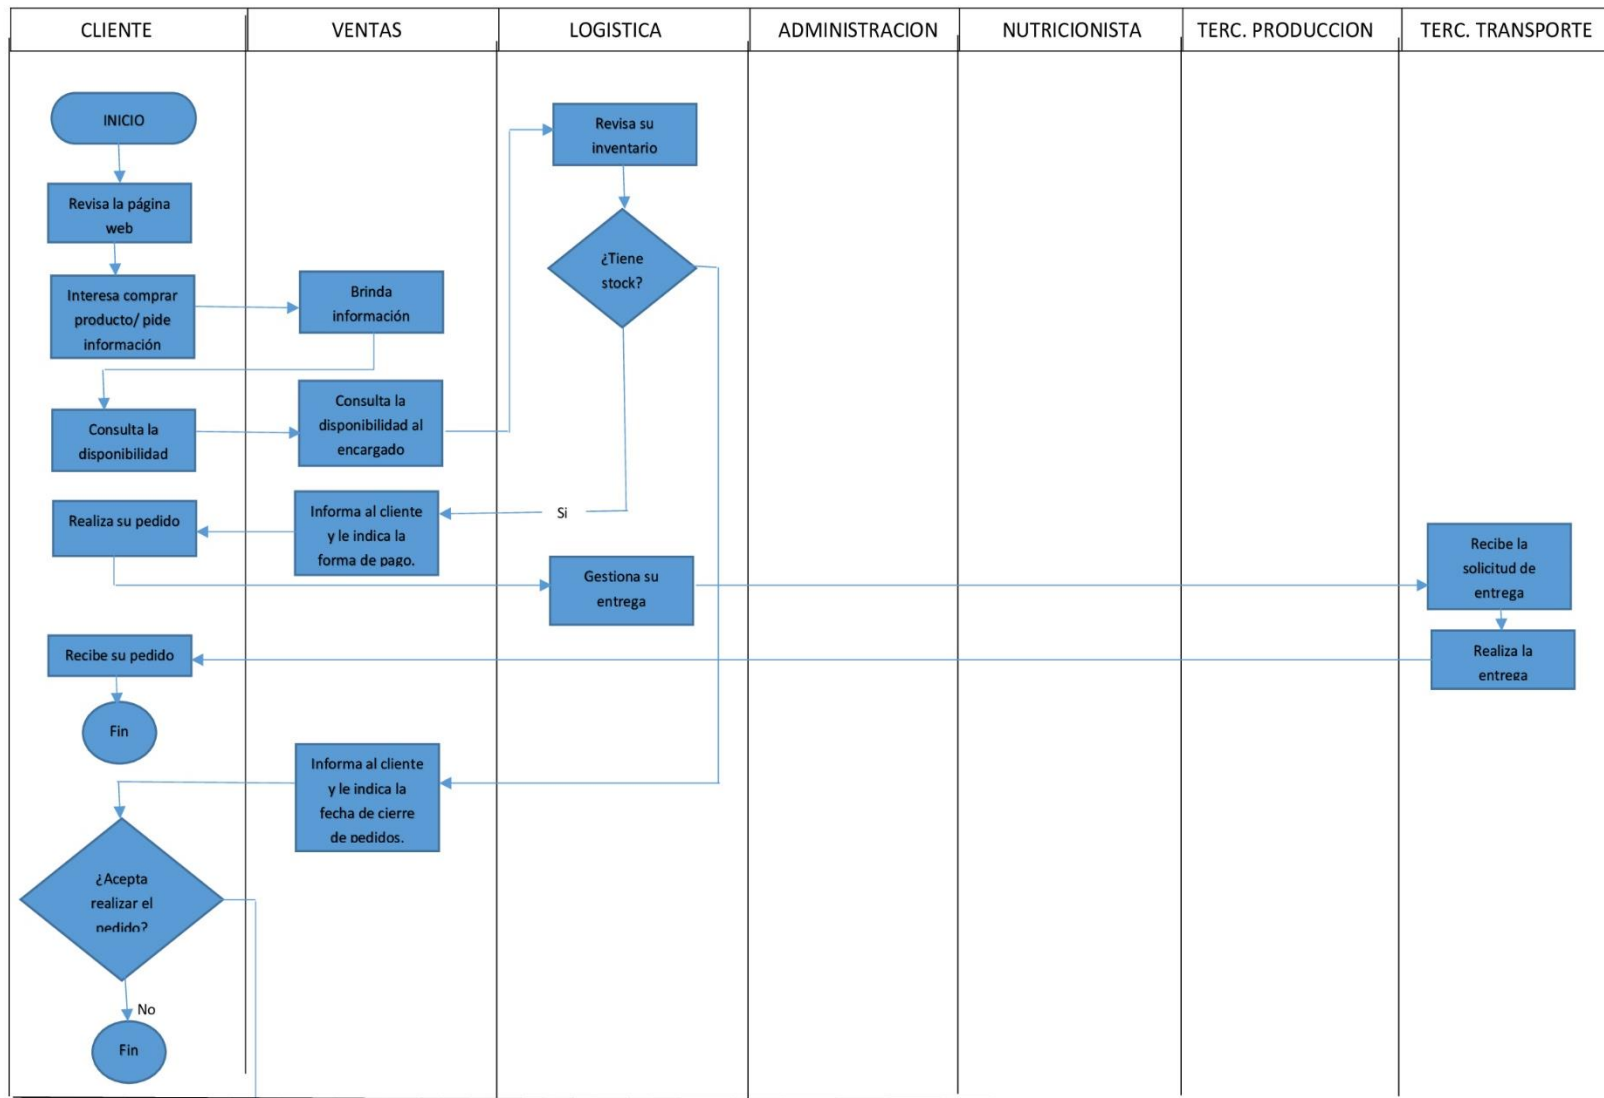 CLIENTE
VENTAS
LOGISTICA
ADMINISTRACION
NUTRICIONISTA
TERC. PRODUCCION
TERC. TRANSPORTE
INICIO
Revisa la página
web
Interesa comprar
producto/ pide
información
Brinda
información
Consulta la
disponibilidad
Consulta la
disponibilidad al
encargado
Revisa su
inventario
¿Tiene
stock?
Si
Informa al cliente
y le indica la
forma de pago.
Realiza su pedido
Gestiona su
entrega
Recibe la
solicitud de
entrega
Realiza la
entrega
Recibe su pedido
Fin
Informa al cliente
y le indica la
fecha de cierre
de pedidos.
¿Acepta
realizar el
pedido?
No
Fin